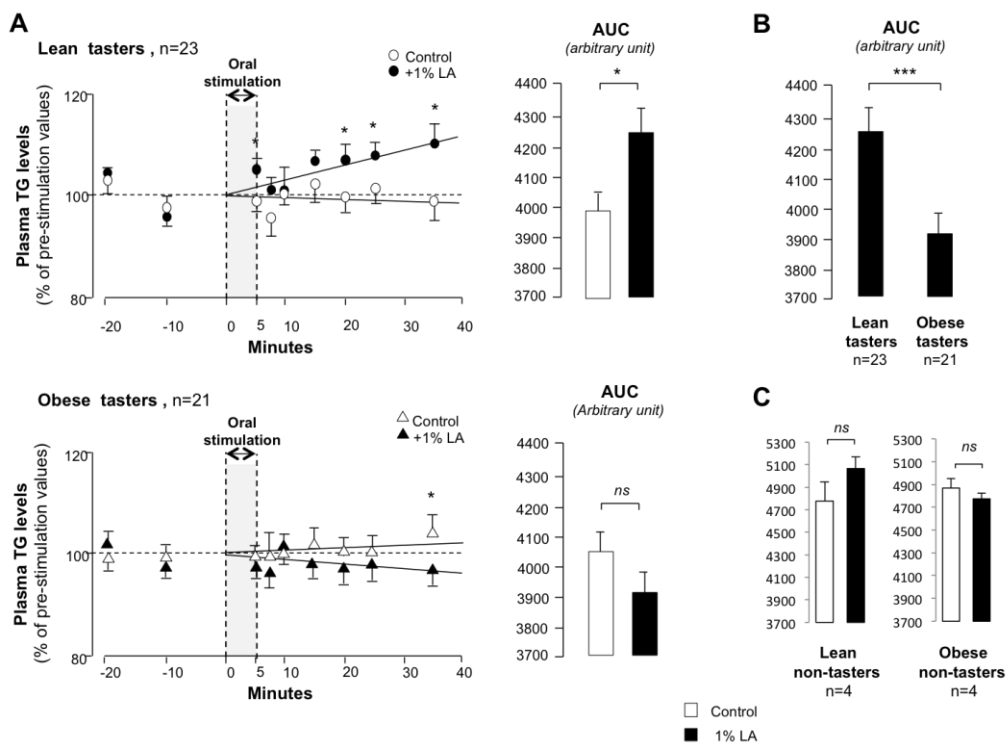 A
Lean tasters , n=23
Oral
stimulation
Control
+1% LA
Plasma TG levels
(% of pre-stimulation values)
120
100
80
*
*
*
*
-20
-10
0
5
10
20
30
40
Minutes
AUC
(arbitrary unit)
*
4400
4300
4200
4100
4000
3900
3800
3700
B
AUC
(arbitrary unit)
***
4400
4300
4200
4100
4000
3900
3800
3700
Lean
tasters
n=23
Obese
tasters
n=21
Obese tasters , n=21
Oral
stimulation
Control
+1% LA
Plasma TG levels
(% of pre-stimulation values)
120
100
80
*
-20
-10
0
5
10
20
30
40
Minutes
AUC
(Arbitrary unit)
ns
4400
4300
4200
4100
4000
3900
3800
3700
C
ns
5300
5100
4900
4700
4500
4300
4100
3900
3700
Lean
non-tasters
n=4
ns
5300
5100
4900
4700
4500
4300
4100
3900
3700
Obese
non-tasters
n=4
Control
1% LA